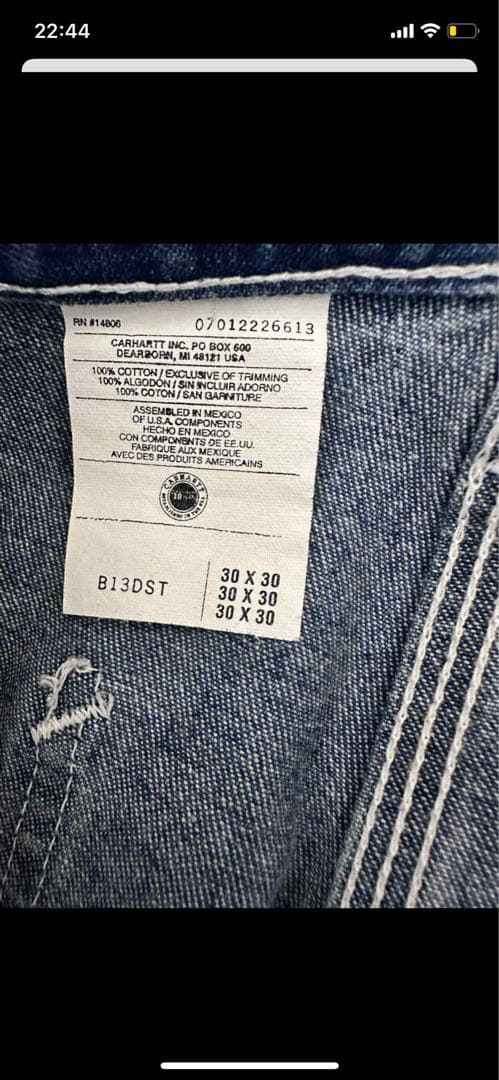 22:44
RN #14806 07012226613
CARHARTT INC. PO BOX 600
DEARBORN, MI 48121 USA
100% COTTON / EXCLUSIVE OF TRIMMING
100% ALGODON / SIN INCLUIR ADORNO
100% COTON / SAN GARNITURE
ASSEMBLED IN MEXICO
OF U.S.A. COMPONENTS
HECHO EN MEXICO
CON COMPONENTS DE EE.UU.
FABRIQUE AUX MEXIQUE
AVEC DES PRODUITS AMERICAINS
CARHARTT
B13DST
30 X 30
30 X 30
30 X 30